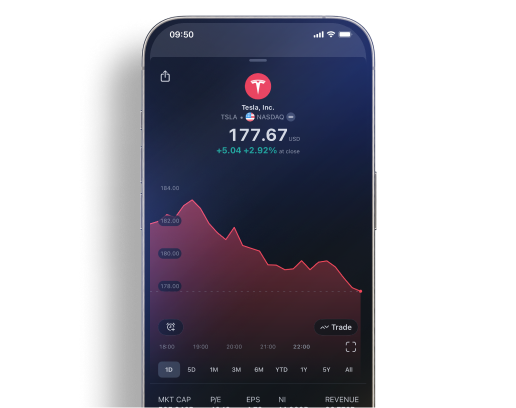 09:50
Tesla, Inc.
TSLA • NASDAQ
177.67 USD
+5.04 +2.92% at close
184.00
182.00
180.00
178.00
Trade
18:00 19:00 20:00 21:00 22:00
1D 5D 1M 3M 6M YTD 1Y 5Y All
MKT CAP P/E EPS NI REVENUE